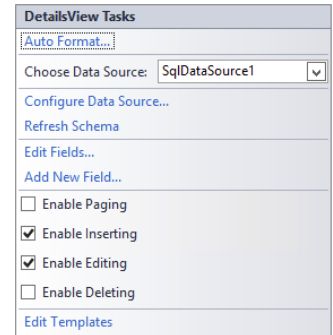 DetailsView Tasks
Auto Format...
Choose Data Source: SqlDataSource1
Configure Data Source...
Refresh Schema
Edit Fields...
Add New Field...
Enable Paging
Enable Inserting
Enable Editing
Enable Deleting
Edit Templates